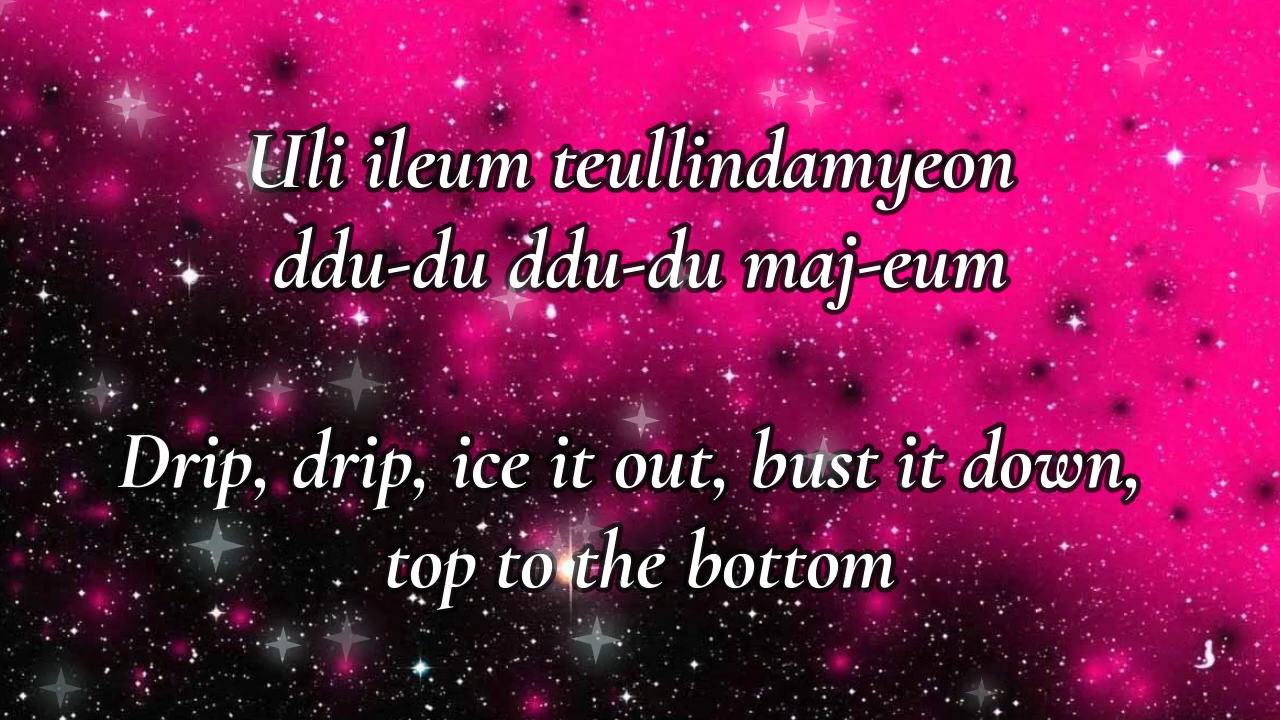 Uli ileum teullindamyeon
ddu-du ddu-du maj-eum
Drip, drip, ice it out, bust it down,
top to the bottom